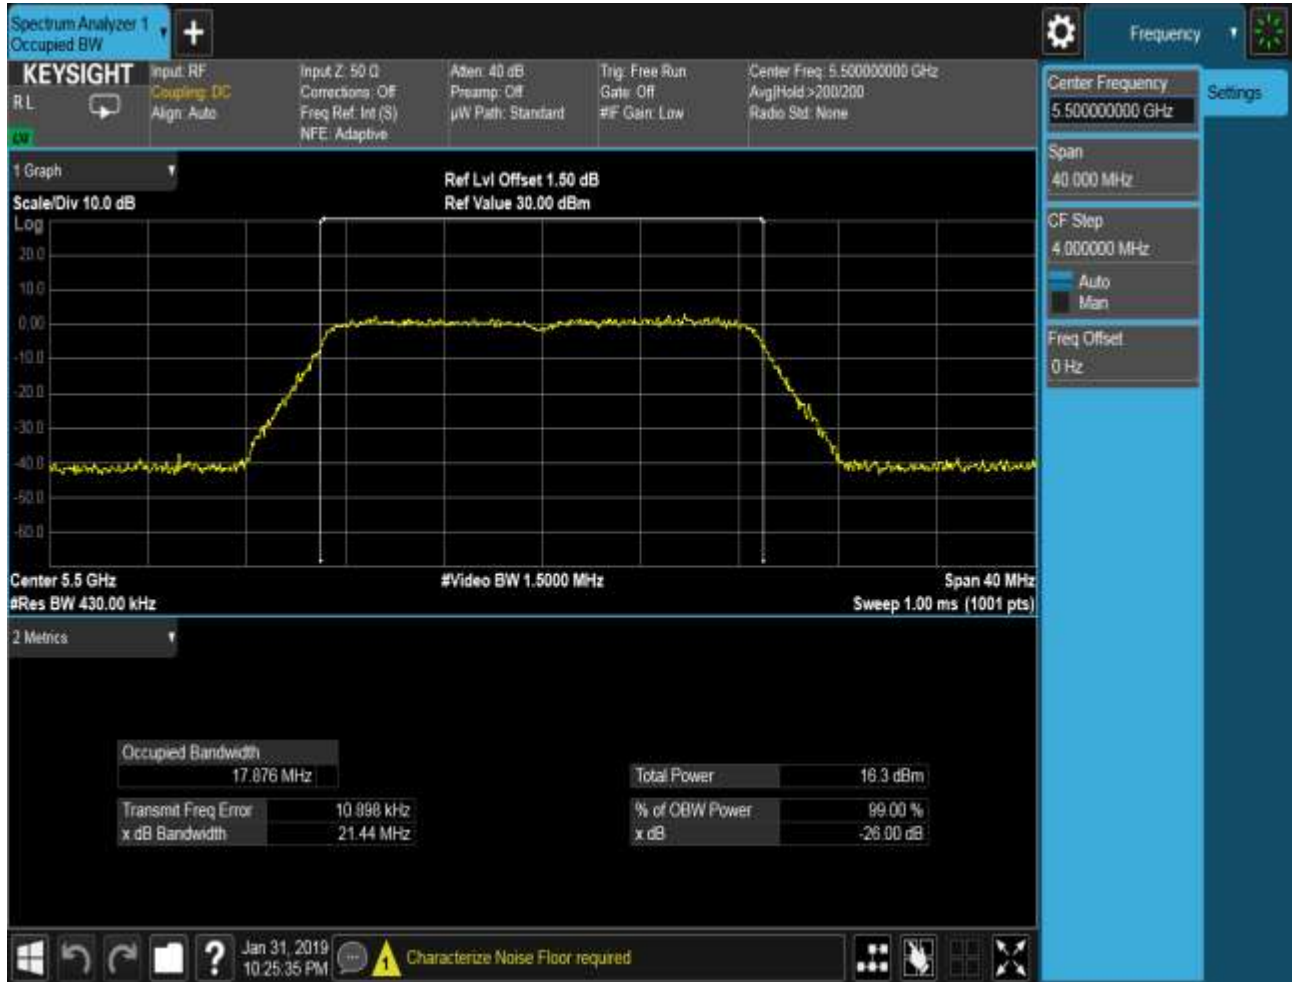 Spectrum Analyzer 1
Occupied BW
Frequency
KEYSIGHT
R L
Input: RF
Coupling: DC
Align: Auto
Input Z: 50 Ω
Corrections: Off
Freq Ref: Int (S)
NFE: Adaptive
Atten: 40 dB
Preamp: Off
µW Path: Standard
Trig: Free Run
Gate: Off
#IF Gain: Low
Center Freq: 5.500000000 GHz
Avg|Hold:>200/200
Radio Std: None
Center Frequency
5.500000000 GHz
Settings
Span
40.000 MHz
CF Step
4.000000 MHz
Auto
Man
Freq Offset
0 Hz
1 Graph
Scale/Div 10.0 dB
Ref Lvl Offset 1.50 dB
Ref Value 30.00 dBm
Log
20.0
10.0
0.00
-10.0
-20.0
-30.0
-40.0
-50.0
-60.0
Center 5.5 GHz
#Video BW 1.5000 MHz
Span 40 MHz
#Res BW 430.00 kHz
Sweep 1.00 ms (1001 pts)
2 Metrics
Occupied Bandwidth
17.876 MHz
Total Power 16.3 dBm
Transmit Freq Error 10.898 kHz
% of OBW Power 99.00 %
x dB Bandwidth 21.44 MHz
x dB -26.00 dB
?
Jan 31, 2019
10:25:35 PM
1
Characterize Noise Floor required